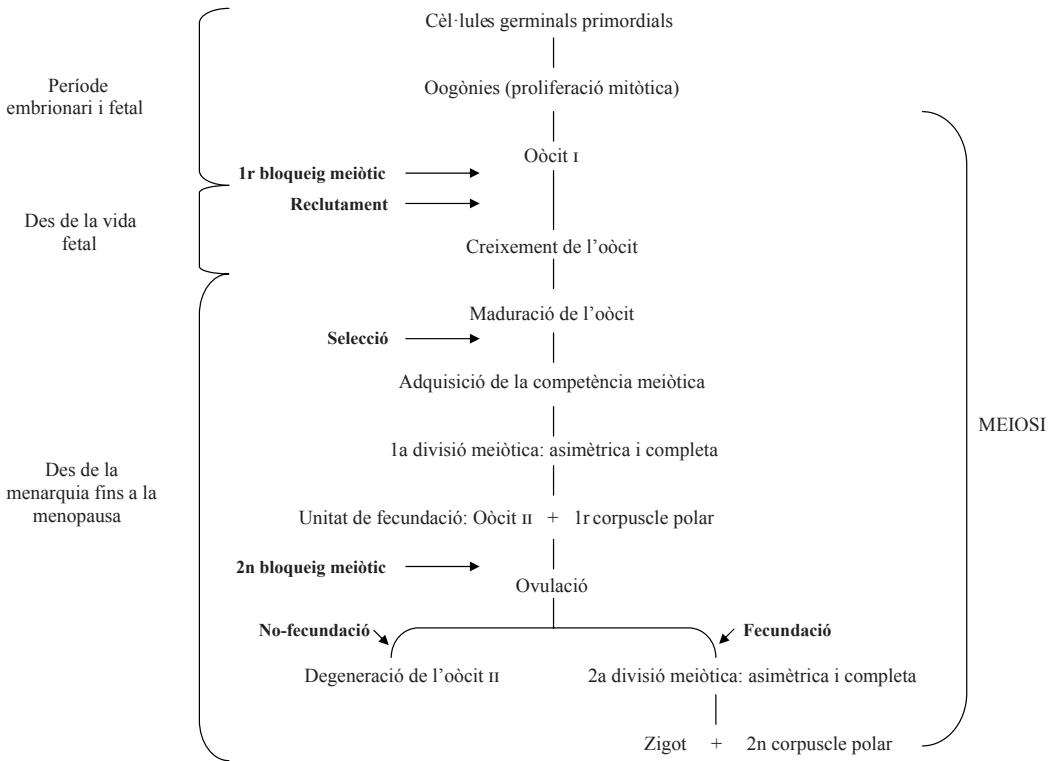 Cèl·lules germinals primordials
Període
embrionari i fetal
Oogònies (proliferació mitòtica)
Oòcit I
1r bloqueig meiòtic
Reclutament
Des de la vida
fetal
Creixement de l'oòcit
Maduració de l'oòcit
Selecció
Adquisició de la competència meiòtica
MEIOSI
1a divisió meiòtica: asimètrica i completa
Des de la
menarquia fins a la
menopausa
Unitat de fecundació: Oòcit II + 1r corpuscle polar
2n bloqueig meiòtic
Ovulació
No-fecundació
Fecundació
Degeneració de l'oòcit II
2a divisió meiòtica: asimètrica i completa
Zigot + 2n corpuscle polar